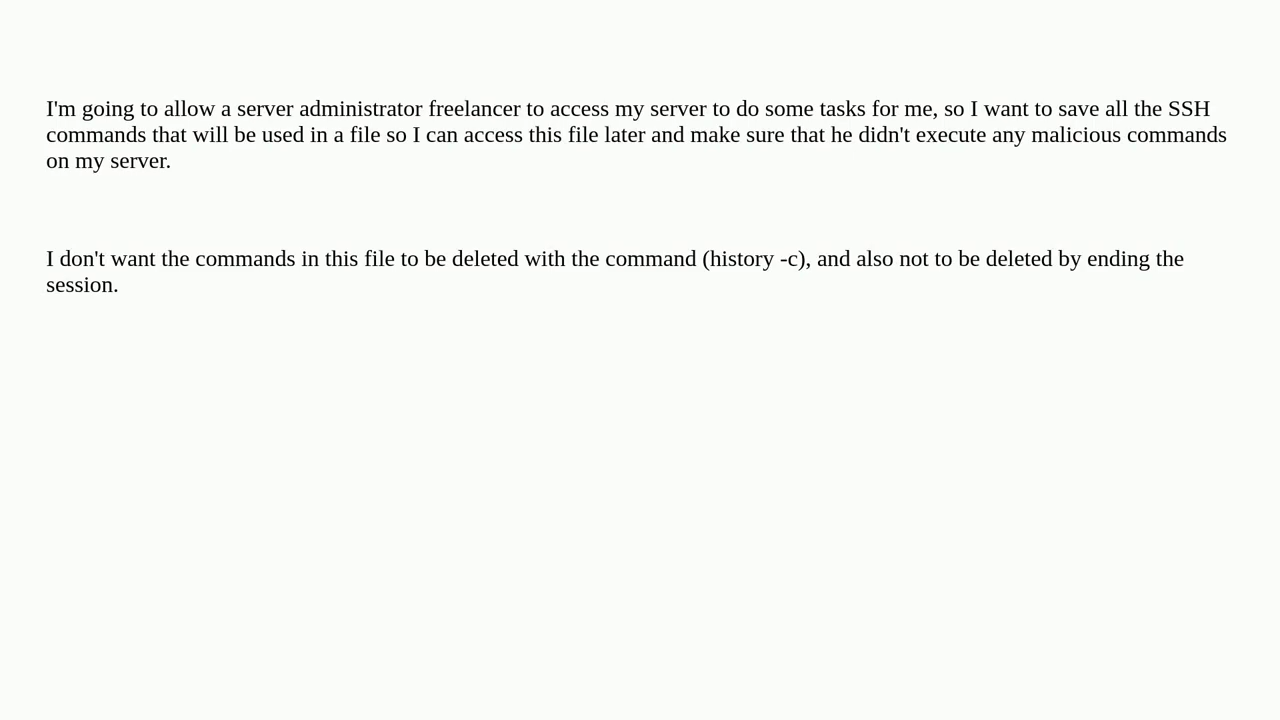 I'm going to allow a server administrator freelancer to access my server to do some tasks for me, so I want to save all the SSH
commands that will be used in a file so I can access this file later and make sure that he didn't execute any malicious commands
on my server.
I don't want the commands in this file to be deleted with the command (history -c), and also not to be deleted by ending the
session.